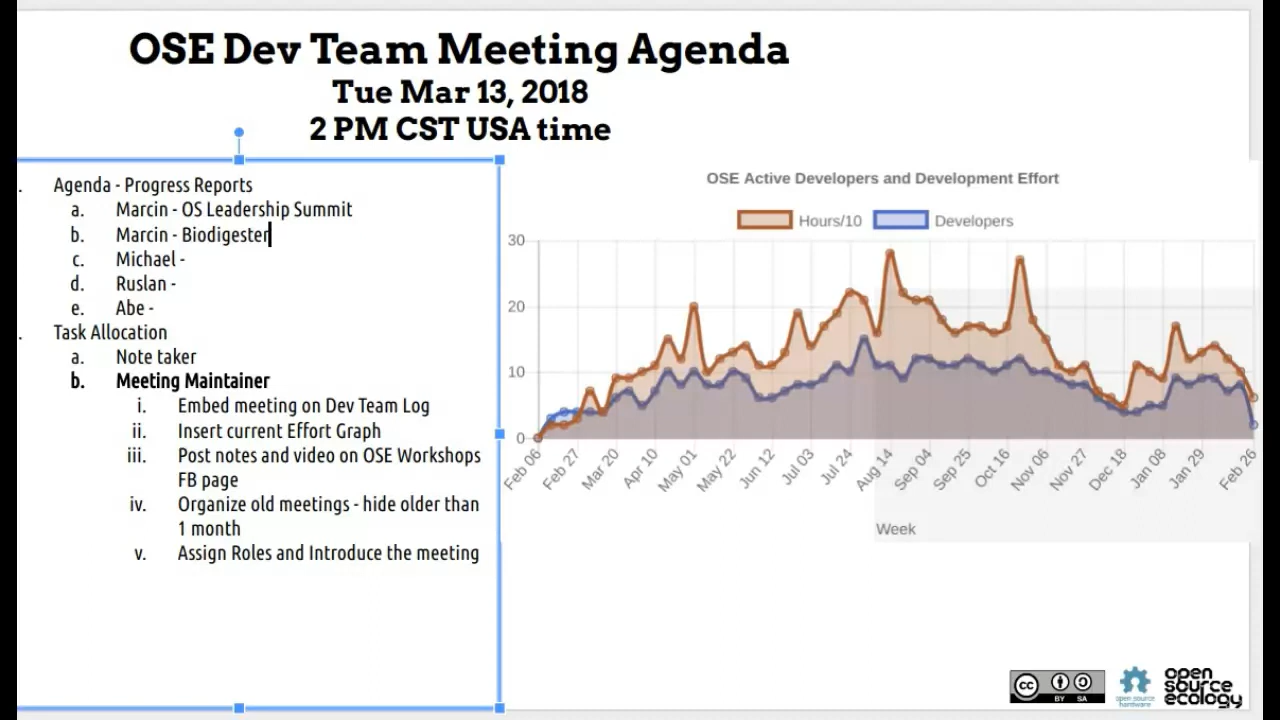 OSE Dev Team Meeting Agenda
Tue Mar 13, 2018
2 PM CST USA time
. Agenda - Progress Reports
a. Marcin - OS Leadership Summit
b. Marcin - Biodigester
c. Michael -
d. Ruslan -
e. Abe -
. Task Allocation
a. Note taker
b. Meeting Maintainer
i. Embed meeting on Dev Team Log
ii. Insert current Effort Graph
iii. Post notes and video on OSE Workshops
FB page
iv. Organize old meetings - hide older than
1 month
v. Assign Roles and Introduce the meeting
OSE Active Developers and Development Effort
Hours/10 Developers
30
20
10
0
Feb 06 Feb 27 Mar 20 Apr 10 May 01 May 22 Jun 12 Jul 03 Jul 24 Aug 14 Sep 04 Sep 25 Oct 16 Nov 06 Nov 27 Dec 18 Jan 08 Jan 29 Feb 26
Week
cc BY SA
open source
hardware
open
source
ecology